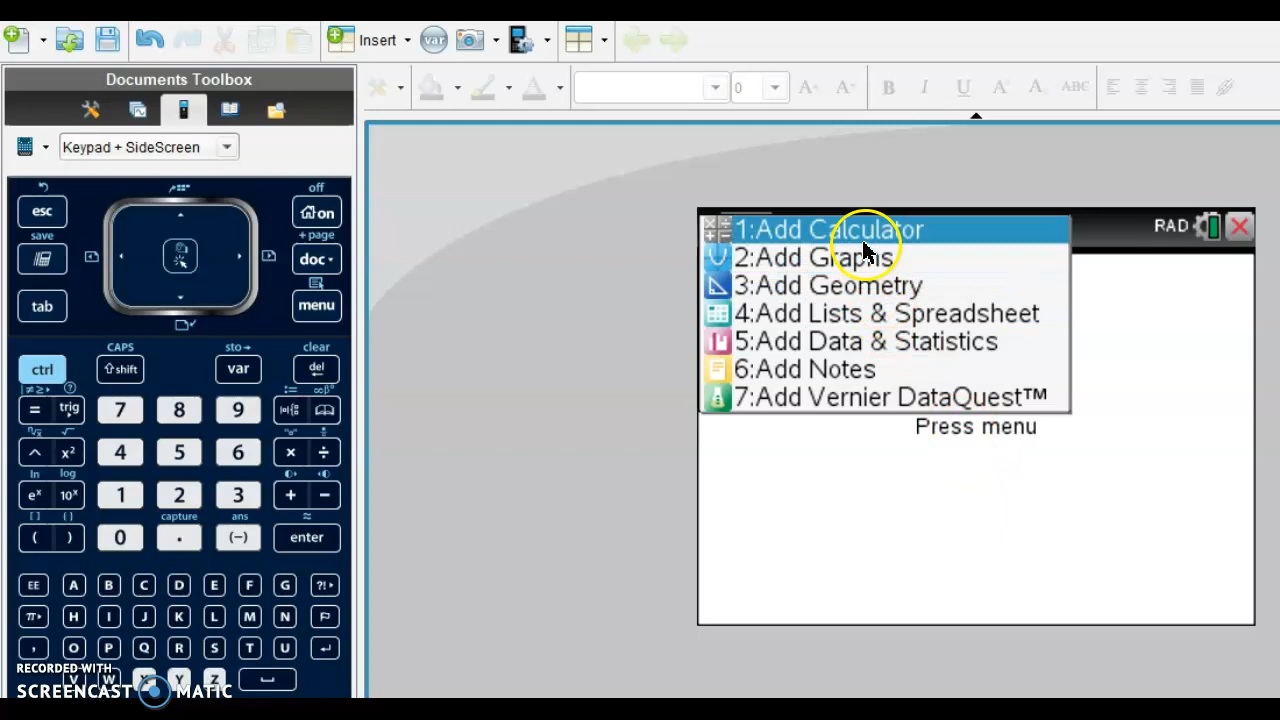 Insert
var
Documents Toolbox
0
B I U A A ABC
Keypad + SideScreen
off
esc
on
save
+ page
doc
tab
menu
CAPS
sto→
clear
ctrl
⇧shift
var
del
=
trig
7
8
9
^
x²
4
5
6
×
÷
ln
log
eˣ
10ˣ
1
2
3
+
−
[ ]
{ }
capture
ans
≈
(
)
0
.
(−)
enter
EE A B C D E F G ?!▸
π▸ H I J K L M N
, O P Q R S T U ↵
V W Y Z
RECORDED WITH
SCREENCAST MATIC
RAD
1:Add Calculator
2:Add Graphs
3:Add Geometry
4:Add Lists & Spreadsheet
5:Add Data & Statistics
6:Add Notes
7:Add Vernier DataQuest™
Press menu